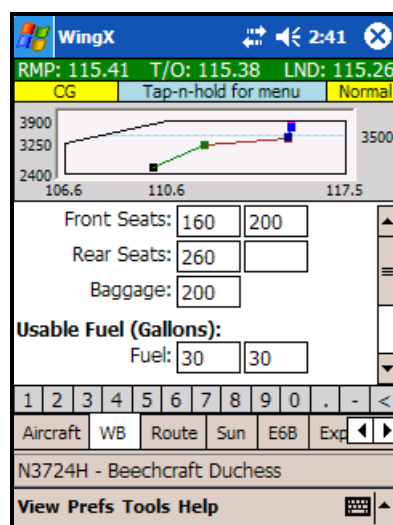 WingX 2:41
RMP: 115.41 T/O: 115.38 LND: 115.26
CG Tap-n-hold for menu Normal
3900
3250 3500
2400
106.6 110.6 117.5
Front Seats: 160 200
Rear Seats: 260
Baggage: 200
Usable Fuel (Gallons):
Fuel: 30 30
1 2 3 4 5 6 7 8 9 0 . - <
Aircraft WB Route Sun E6B Exp
N3724H - Beechcraft Duchess
View Prefs Tools Help